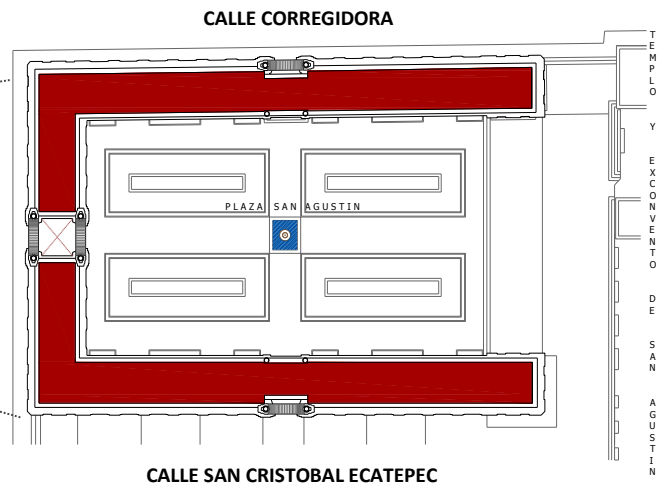 CALLE CORREGIDORA
PLAZA SAN AGUSTIN
TEMPLO Y EXCONVENTO DE SAN AGUSTIN
CALLE SAN CRISTOBAL ECATEPEC